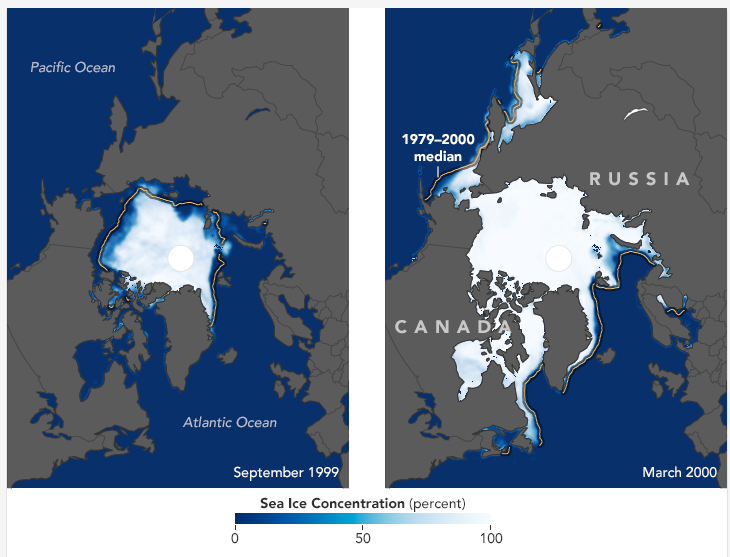 Pacific Ocean
Atlantic Ocean
September 1999
1979–2000
median
RUSSIA
CANADA
March 2000
Sea Ice Concentration (percent)
0 50 100